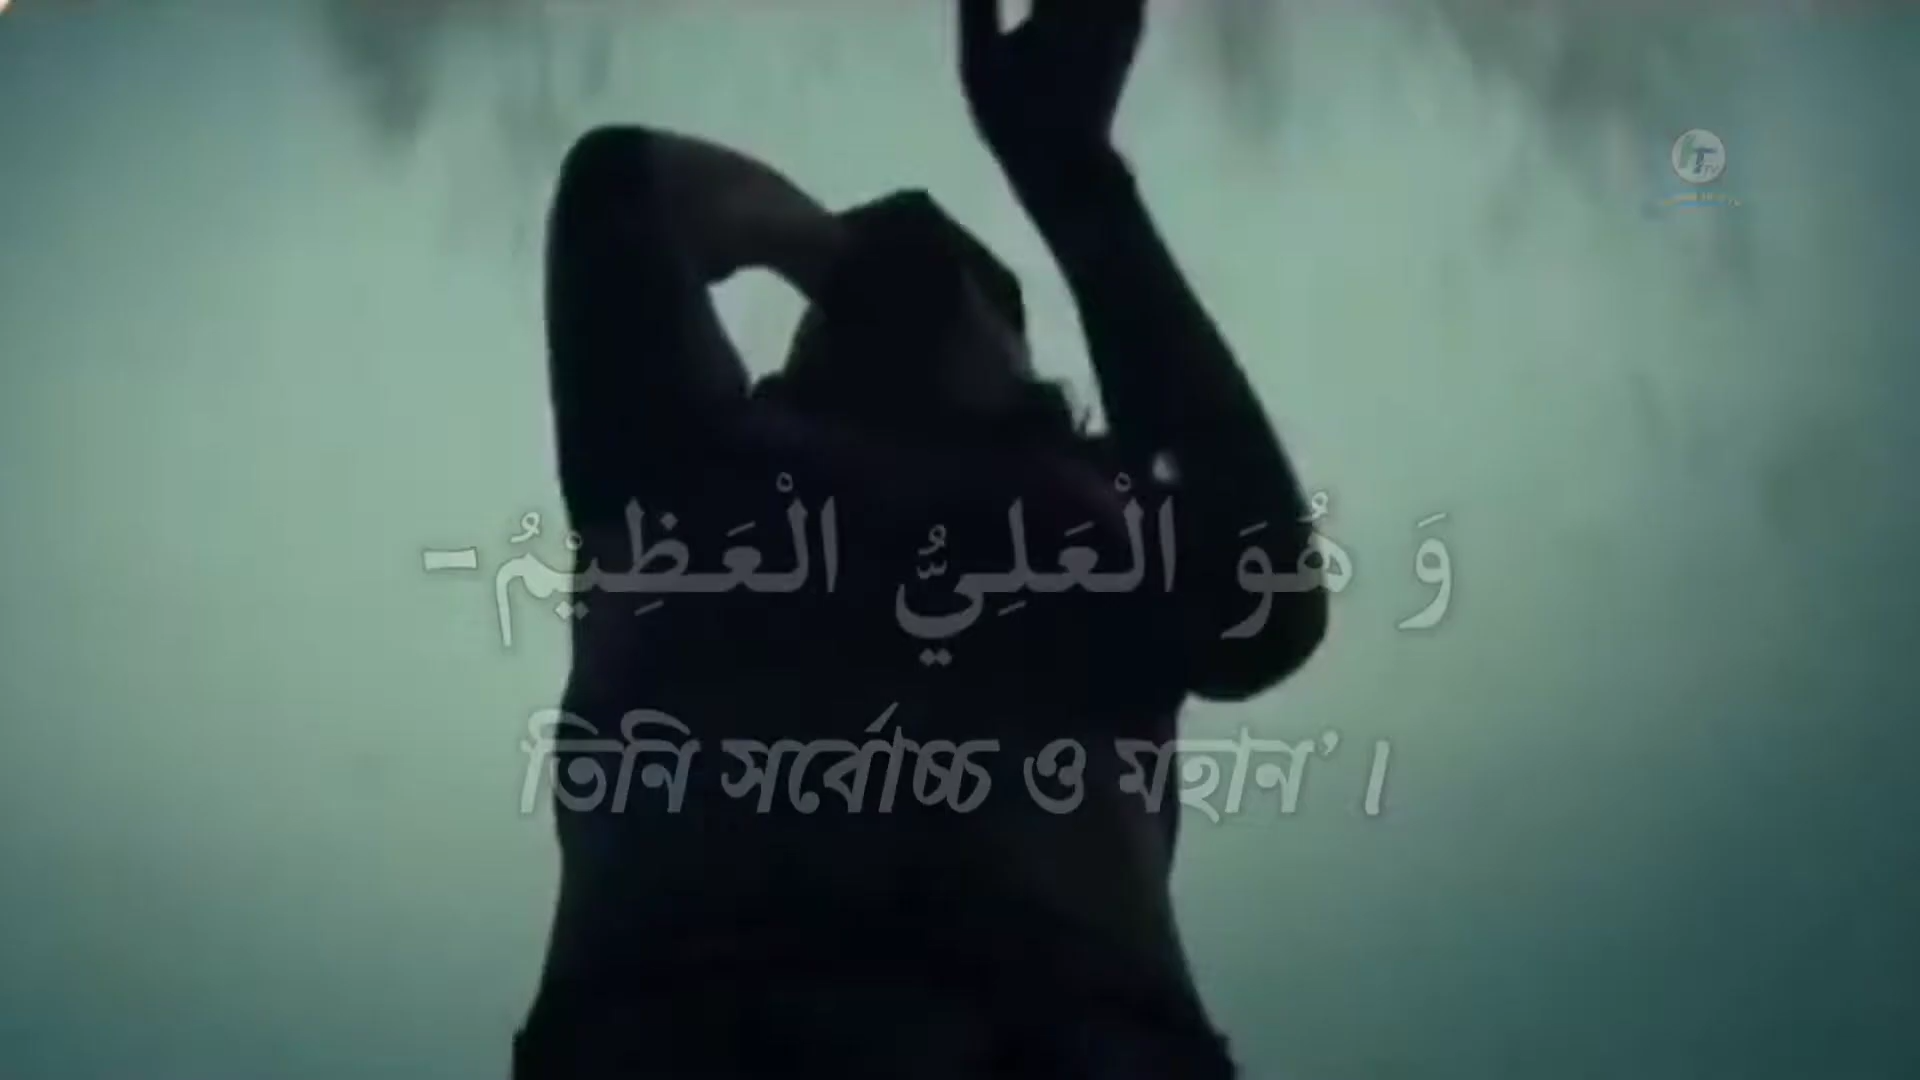 وَ هُوَ الْعَلِيُّ الْعَظِيْمُ-
তিনি সর্বোচ্চ ও মহান’।